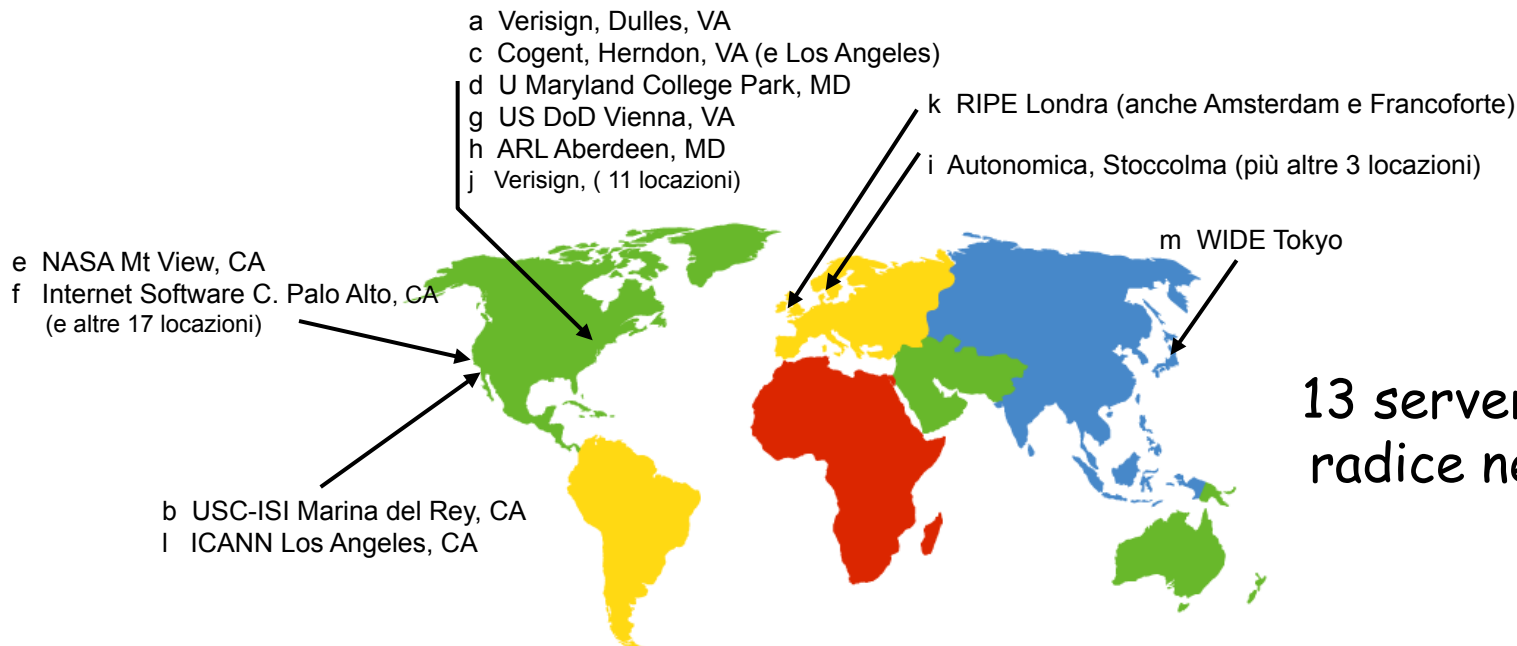 a Verisign, Dulles, VA
c Cogent, Herndon, VA (e Los Angeles)
d U Maryland College Park, MD
g US DoD Vienna, VA
h ARL Aberdeen, MD
j Verisign, ( 11 locazioni)
k RIPE Londra (anche Amsterdam e Francoforte)
i Autonomica, Stoccolma (più altre 3 locazioni)
m WIDE Tokyo
e NASA Mt View, CA
f Internet Software C. Palo Alto, CA
(e altre 17 locazioni)
b USC-ISI Marina del Rey, CA
l ICANN Los Angeles, CA
13 server
radice